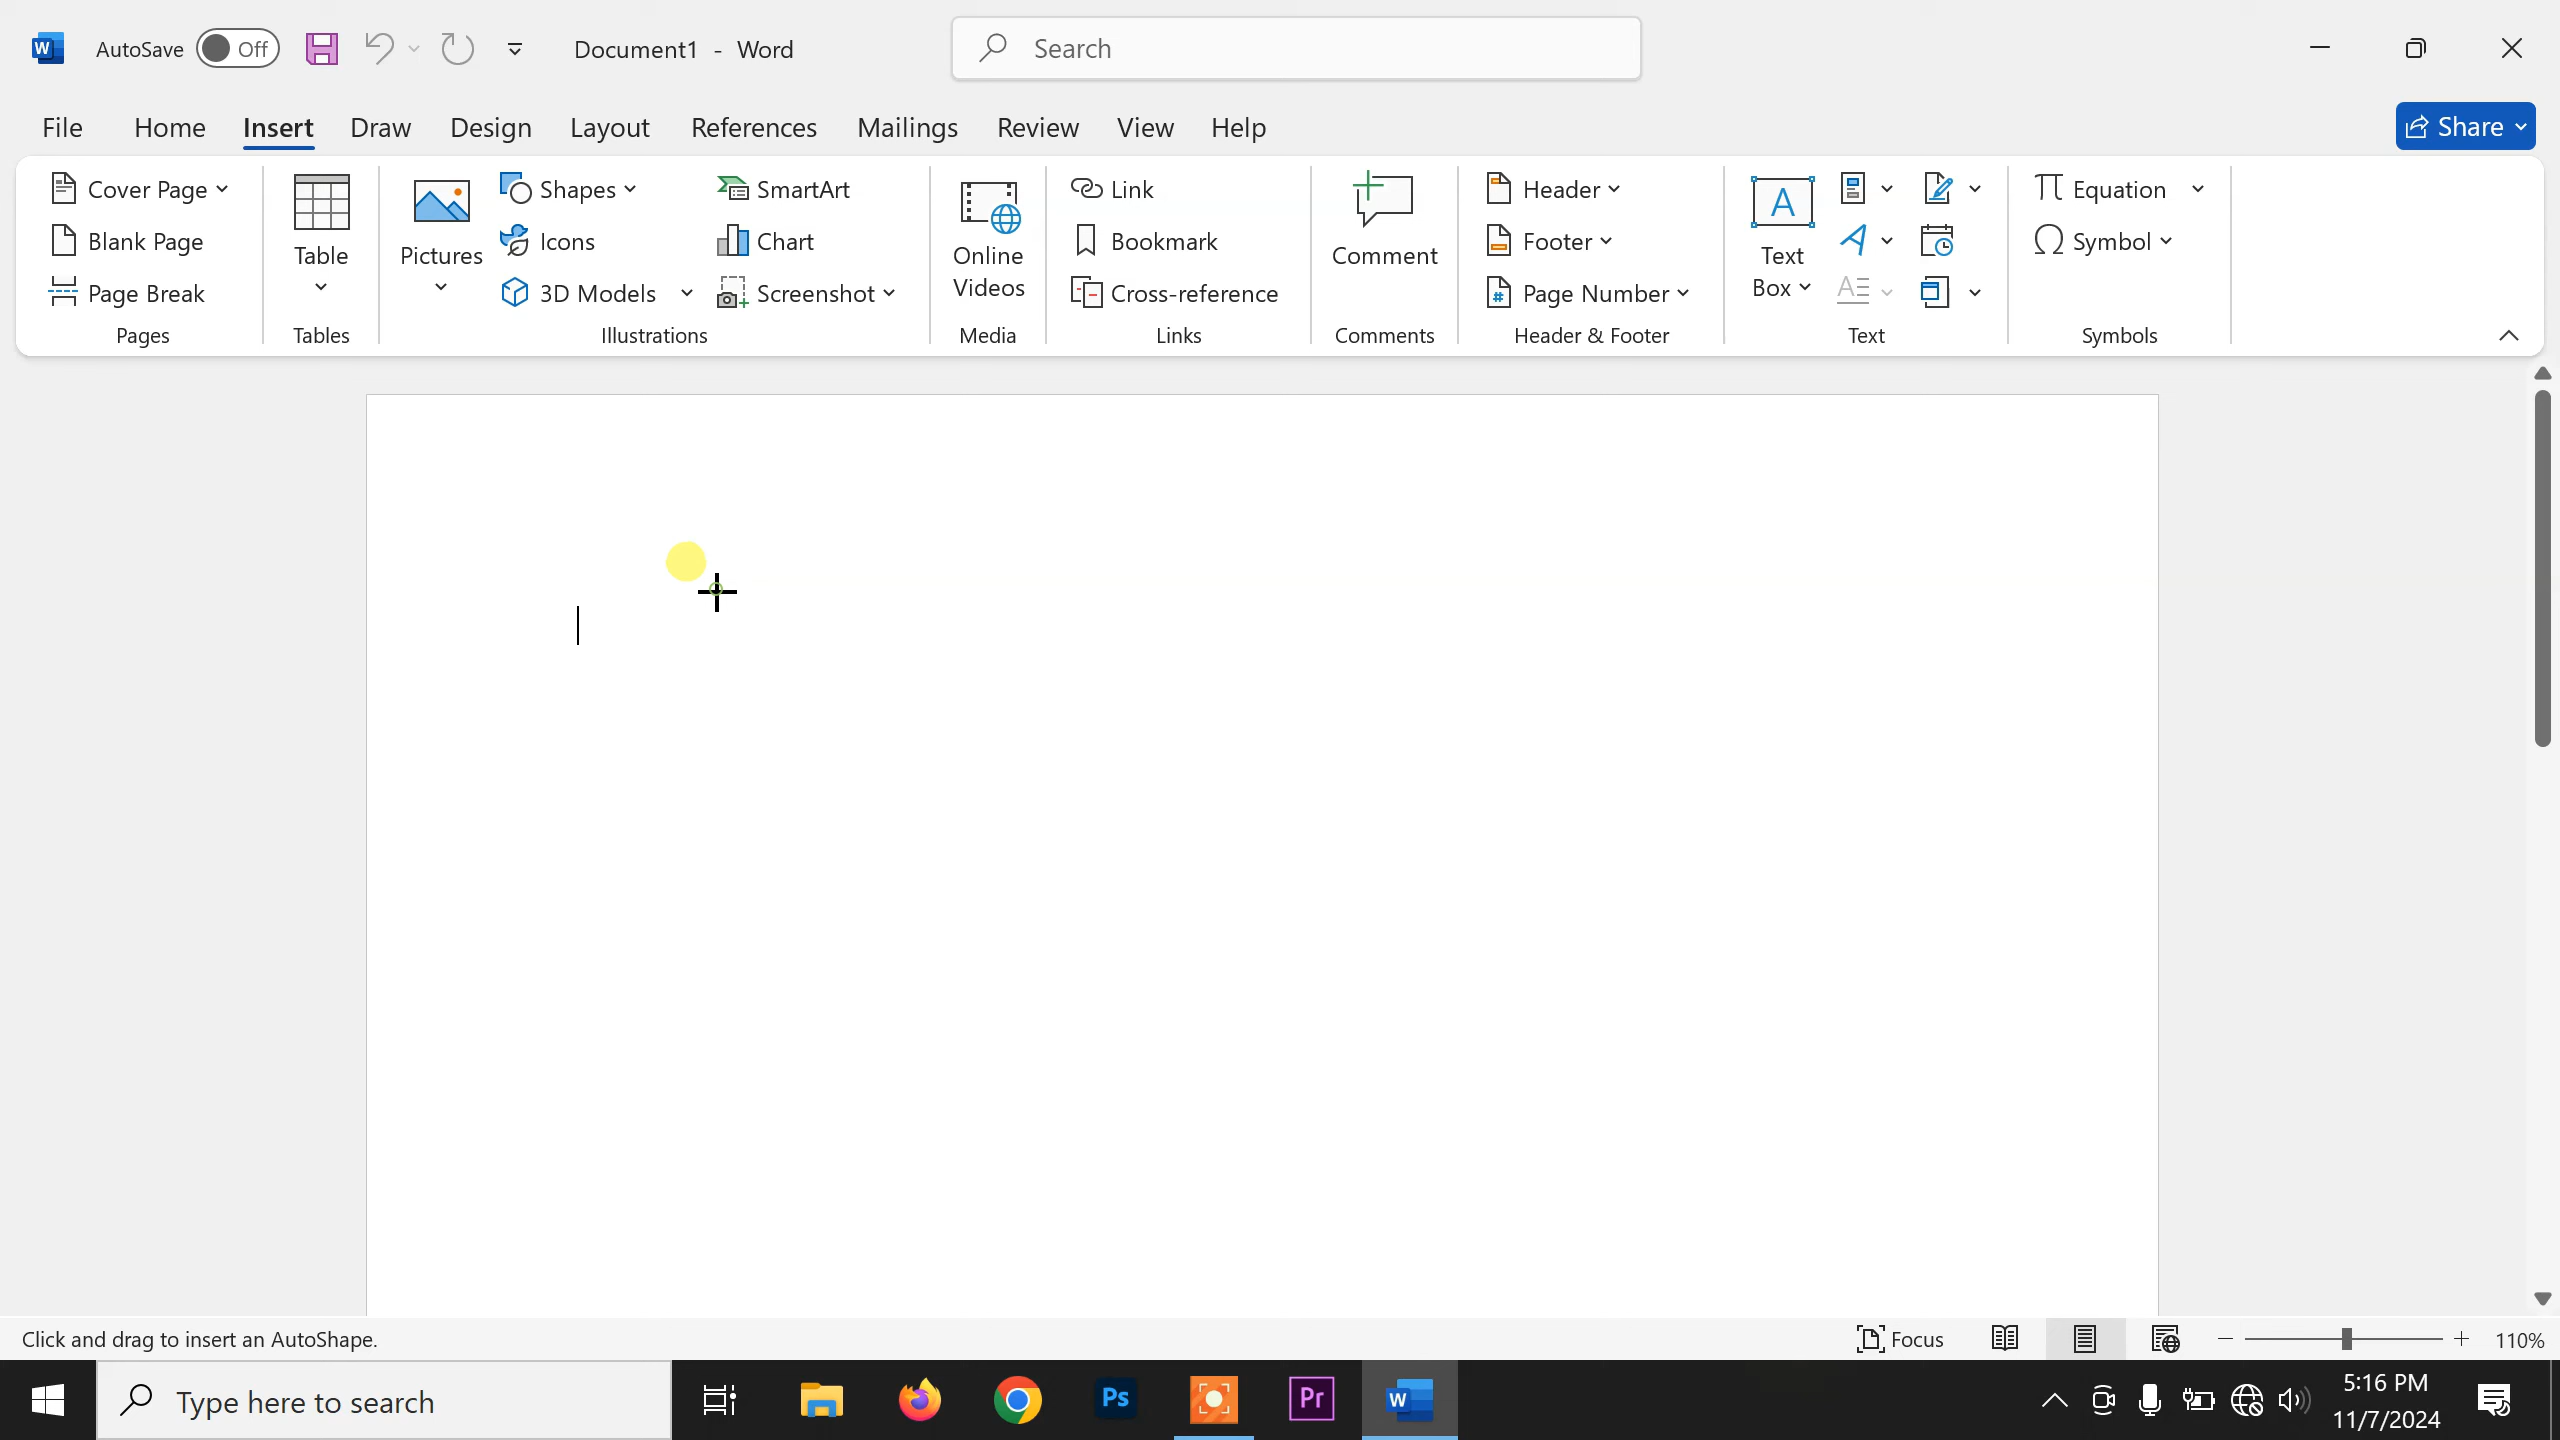 AutoSave Off Document1 - Word Search
File Home Insert Draw Design Layout References Mailings Review View Help Share
Cover Page
Blank Page
Page Break
Pages
Table
Tables
Pictures
Shapes
Icons
3D Models
SmartArt
Chart
Screenshot
Illustrations
Online
Videos
Media
Link
Bookmark
Cross-reference
Links
Comment
Comments
Header
Footer
Page Number
Header & Footer
Text
Box
Text
Equation
Symbol
Symbols
Click and drag to insert an AutoShape.
Focus
110%
Type here to search
Ps
Pr
W
5:16 PM
11/7/2024